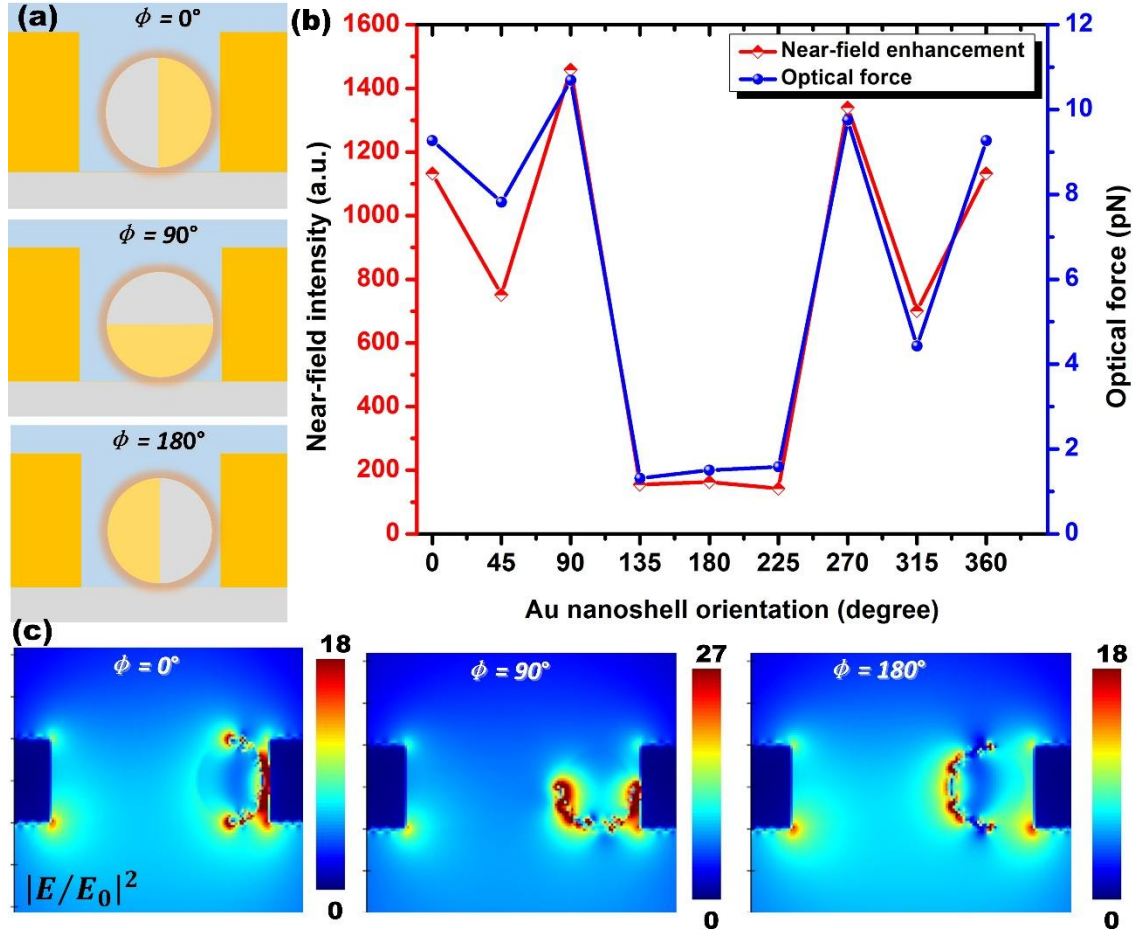 (a)
ϕ = 0°
ϕ = 90°
ϕ = 180°
(b)
Near-field enhancement
Optical force
Near-field intensity (a.u.)
1600
1400
1200
1000
800
600
400
200
0
Optical force (pN)
12
10
8
6
4
2
0
0 45 90 135 180 225 270 315 360
Au nanoshell orientation (degree)
(c)
ϕ = 0°
18
0
|E/E₀|²
ϕ = 90°
27
0
ϕ = 180°
18
0